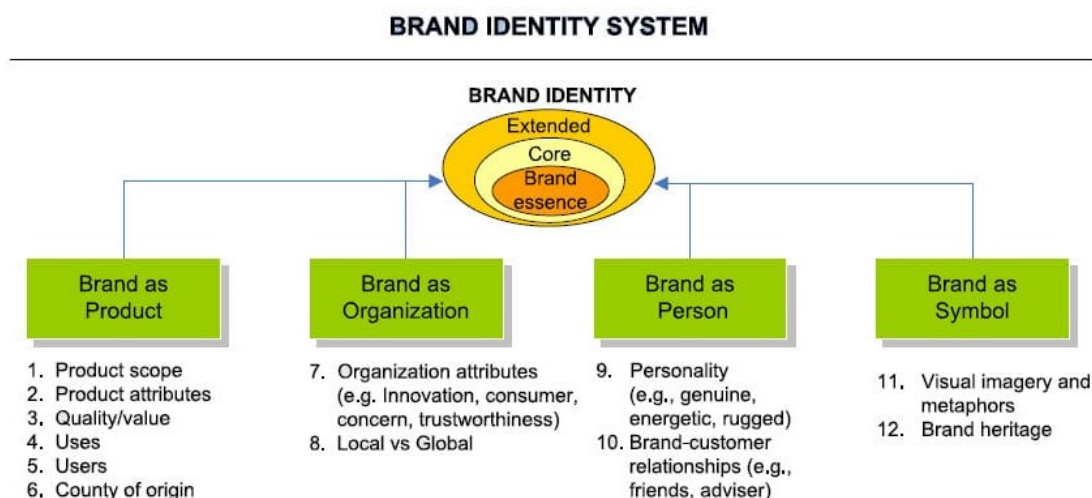 BRAND IDENTITY SYSTEM
BRAND IDENTITY
Extended
Core
Brand
essence
Brand as
Product
1. Product scope
2. Product attributes
3. Quality/value
4. Uses
5. Users
6. County of origin
Brand as
Organization
7. Organization attributes
(e.g. Innovation, consumer,
concern, trustworthiness)
8. Local vs Global
Brand as
Person
9. Personality
(e.g., genuine,
energetic, rugged)
10. Brand-customer
relationships (e.g.,
friends, adviser)
Brand as
Symbol
11. Visual imagery and
metaphors
12. Brand heritage